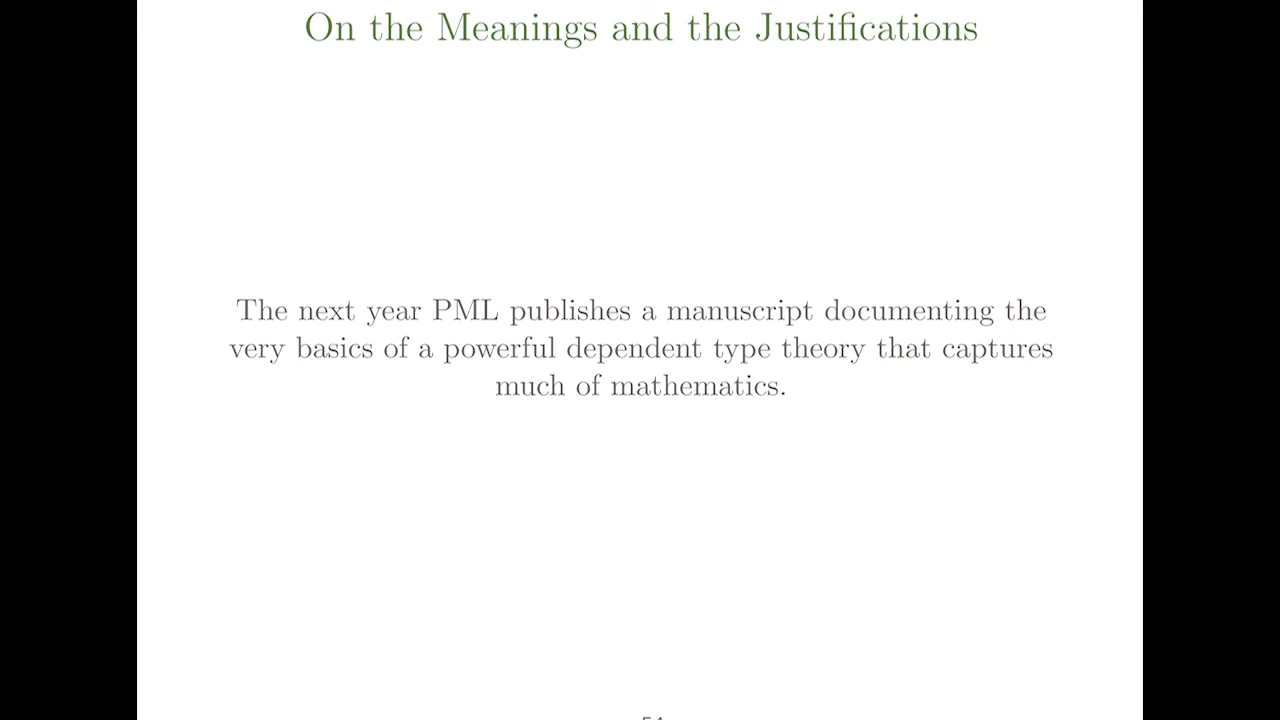 On the Meanings and the Justifications
The next year PML publishes a manuscript documenting the
very basics of a powerful dependent type theory that captures
much of mathematics.